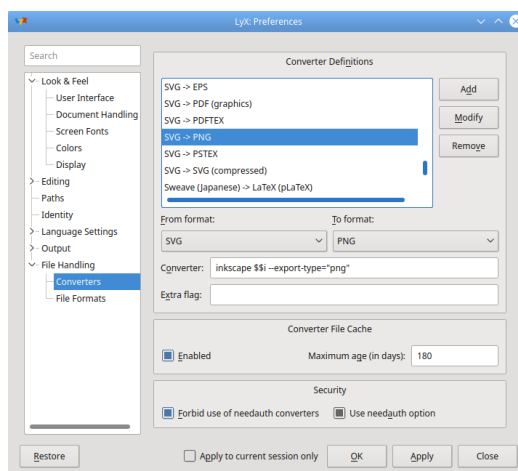 LyX: Preferences
Search
Look & Feel
User Interface
Document Handling
Screen Fonts
Colors
Display
Editing
Paths
Identity
Language Settings
Output
File Handling
Converters
File Formats
Converter Definitions
SVG -> EPS
SVG -> PDF (graphics)
SVG -> PDFTEX
SVG -> PNG
SVG -> PSTEX
SVG -> SVG (compressed)
Sweave (Japanese) -> LaTeX (pLaTeX)
Add
Modify
Remove
From format:
To format:
SVG
PNG
Converter: inkscape $$i --export-type="png"
Extra flag:
Converter File Cache
Enabled
Maximum age (in days): 180
Security
Forbid use of needauth converters
Use needauth option
Restore
Apply to current session only
OK
Apply
Close